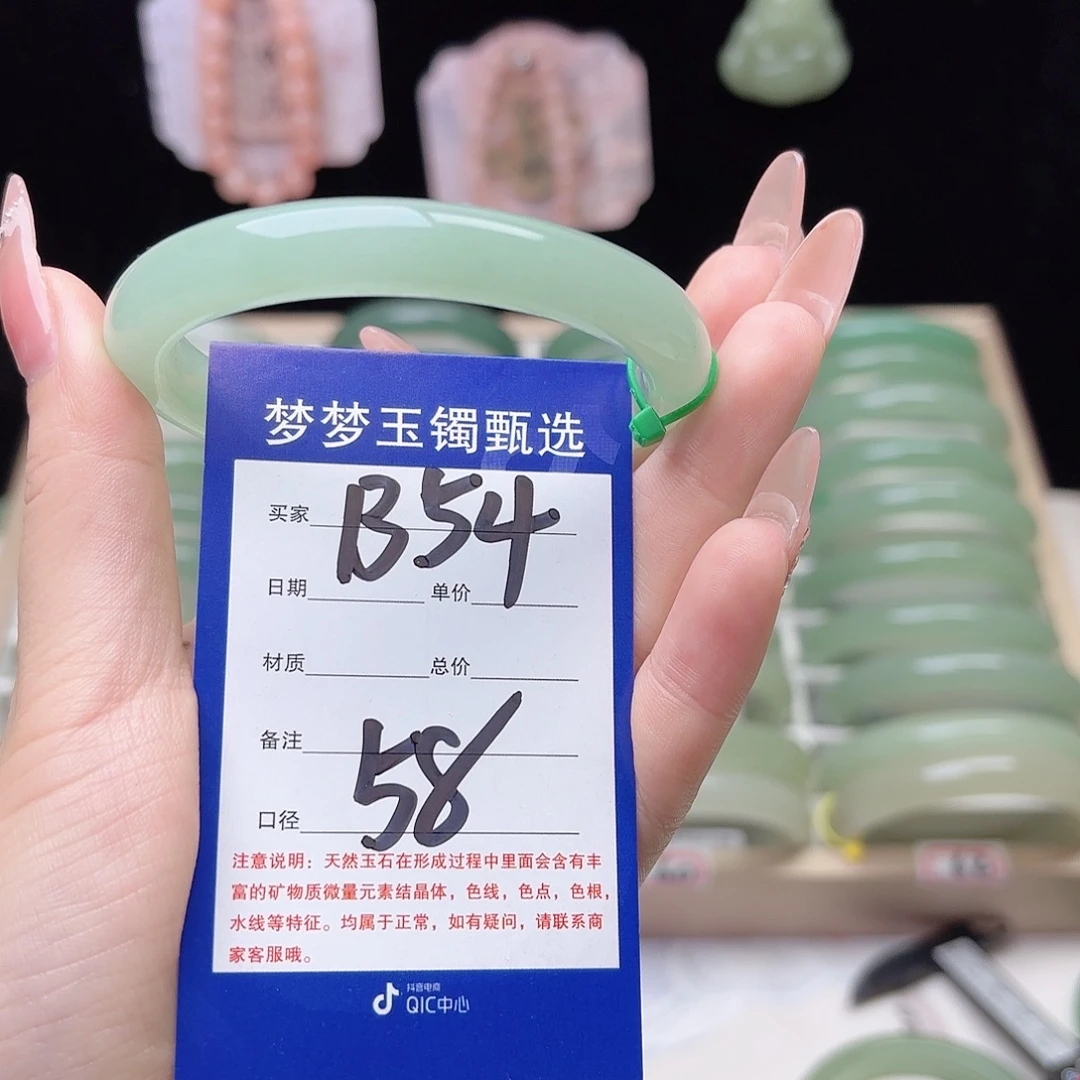 梦梦玉镯甄选
买家 B54
日期 单价
材质 总价
备注
58
口径
注意说明：天然玉石在形成过程中里面会含有丰
富的矿物质微量元素结晶体，色线，色点，色根，
水线等特征。均属于正常，如有疑问，请联系商
家客服哦。
抖音电商
QIC中心